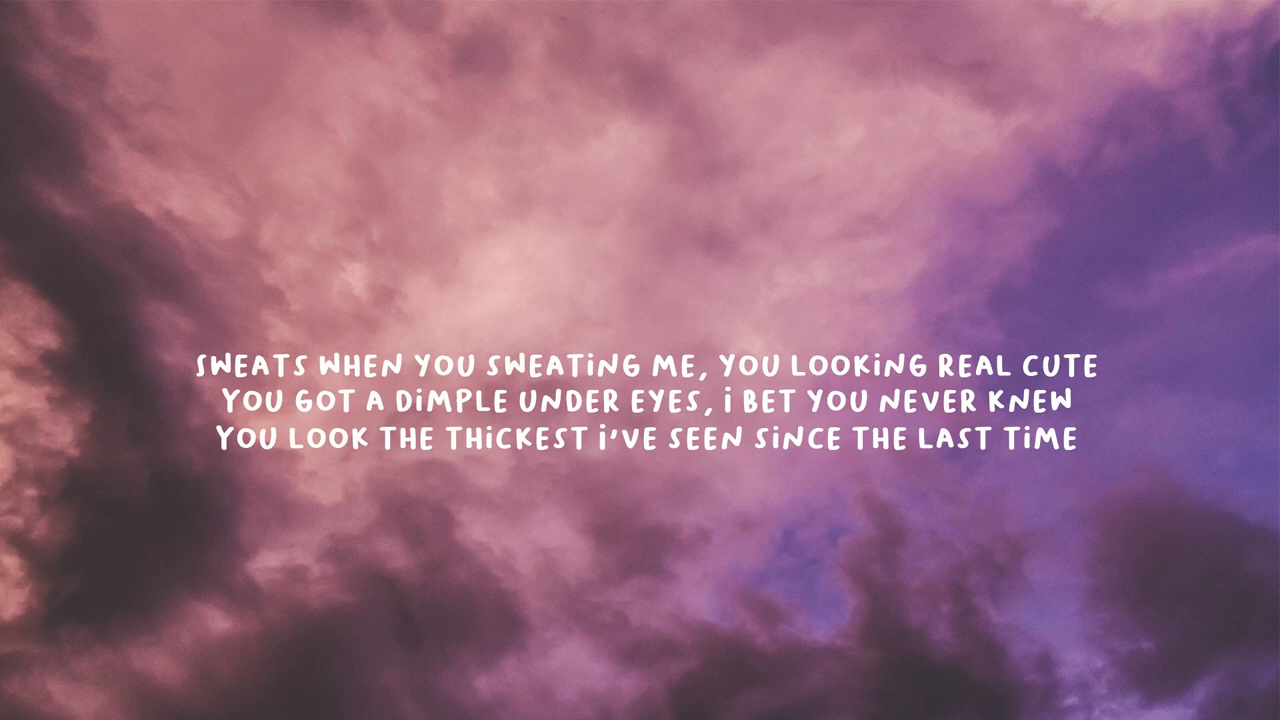 SWEATS WHEN YOU SWEATiNG ME, YOU LOOKiNG REAL CUTE
YOU GOT A DiMPLE UNDER EYES, i BET YOU NEVER KNEW
YOU LOOK THE THiCKEST i'VE SEEN SiNCE THE LAST TiME